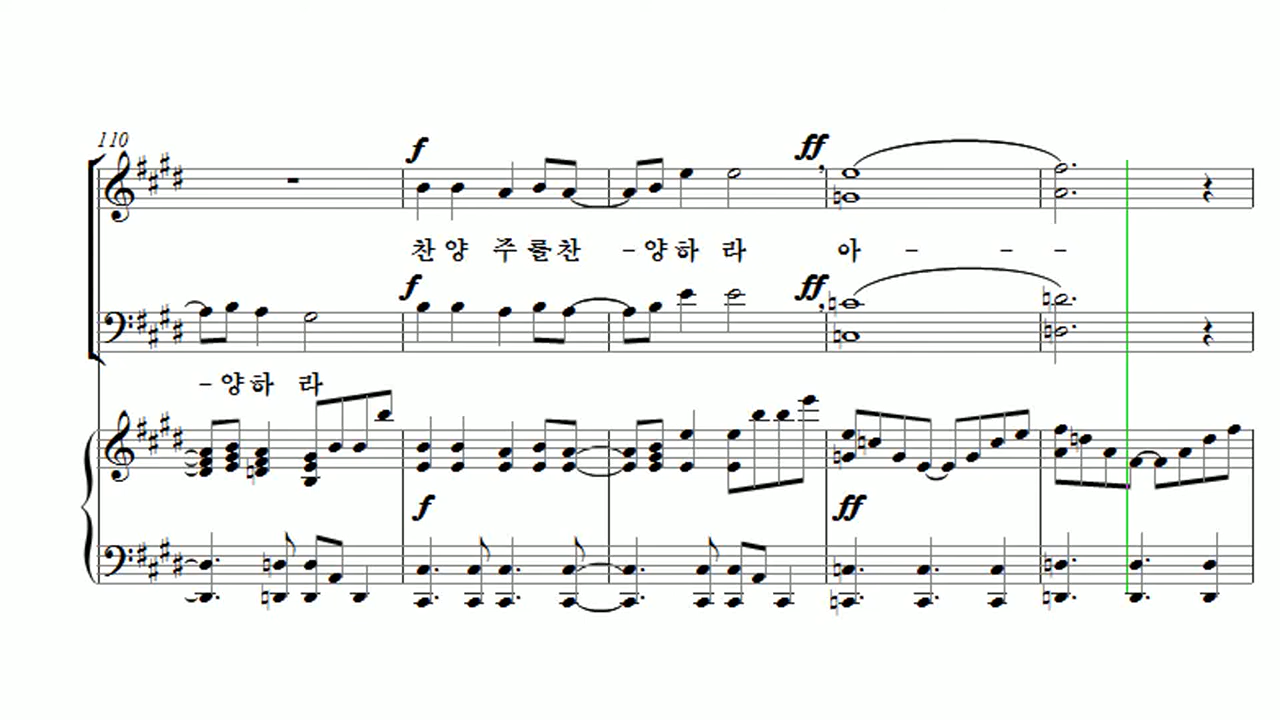 110
f
ff
찬 양 주 를 찬 - 양 하 라 아 - - -
f
ff
- 양 하 라
f
ff